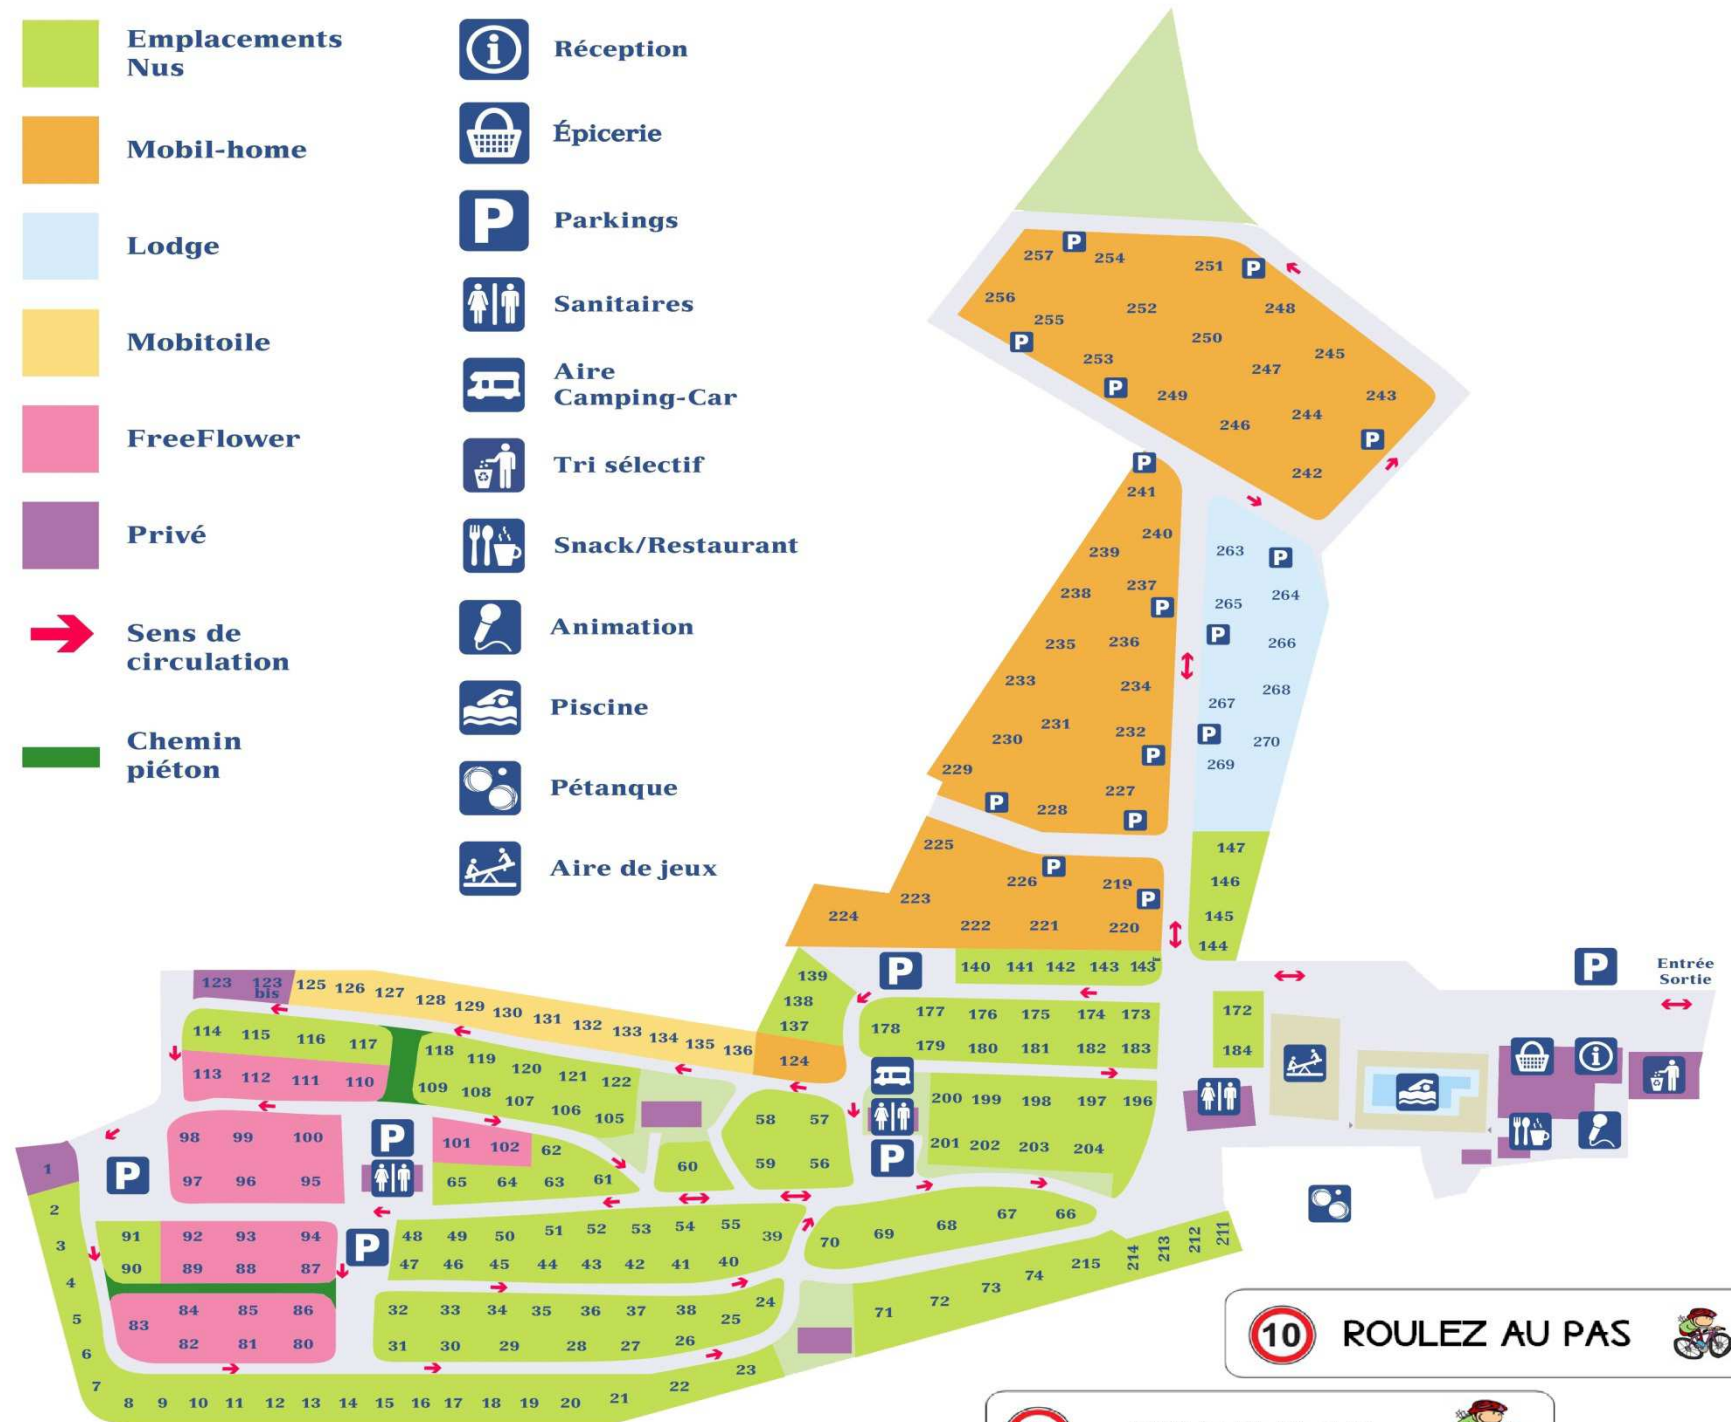 Emplacements
Nus
Mobil-home
Lodge
Mobitoile
FreeFlower
Privé
Sens de
circulation
Chemin
piéton
Réception
Épicerie
P Parkings
Sanitaires
Aire
Camping-Car
Tri sélectif
Snack/Restaurant
Animation
Piscine
Pétanque
Aire de jeux
257 P 254 251 P
256 255 252 248
P 253 250 247 245
P 249 246 244 243
P 242
P
241
240
239
238 237 P
235 236
233 234
231 232
230 P
229
P 228 227 P
263 P
265 264
P 266
267 268
P 270
269
225
226 P 219 P
223
224 222 221 220
147
146
145
144
139
138
137
124
P 140 141 142 143 143
178 177 176 175 174 173
179 180 181 182 183
172
184
P Entrée
Sortie
123 123
bis
125 126 127 128 129 130 131 132 133 134 135 136
114 115 116 117
113 112 111 110
118 119 120 121 122
109 108 107 106 105
58 57
59 56
60
200 199 198 197 196
201 202 203 204
P
98 99 100
97 96 95
P
101 102 62
65 64 63 61
1
P
2
3
4
5
6
7
91 92 93 94
90 89 88 87
P
48 49 50 51 52 53 54 55 39
47 46 45 44 43 42 41 40
70 69 68 67 66
83 84 85 86
82 81 80
32 33 34 35 36 37 38 25 24
31 30 29 28 27 26
71 72 73 74 215 214 213 212 211
8 9 10 11 12 13 14 15 16 17 18 19 20 21 22 23
10 ROULEZ AU PAS